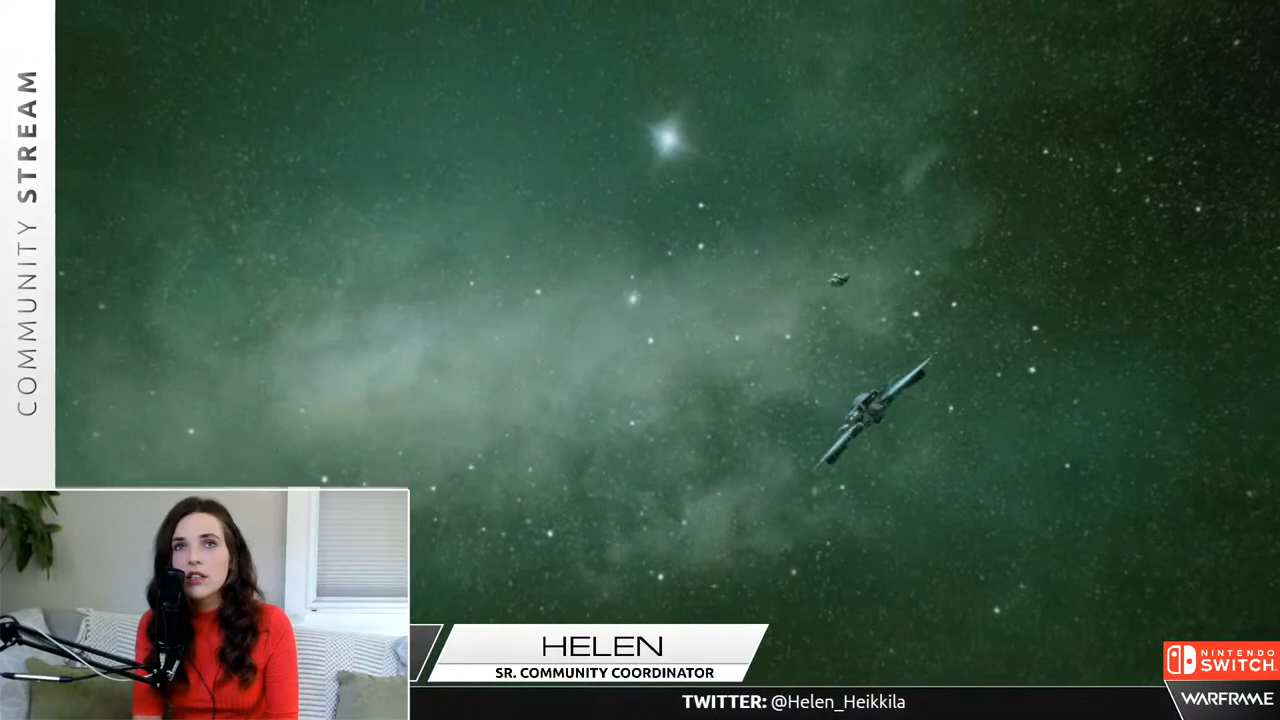 COMMUNITY STREAM
HELEN
SR. COMMUNITY COORDINATOR
TWITTER: @Helen_Heikkila
NINTENDO
SWITCH
WARFRAME